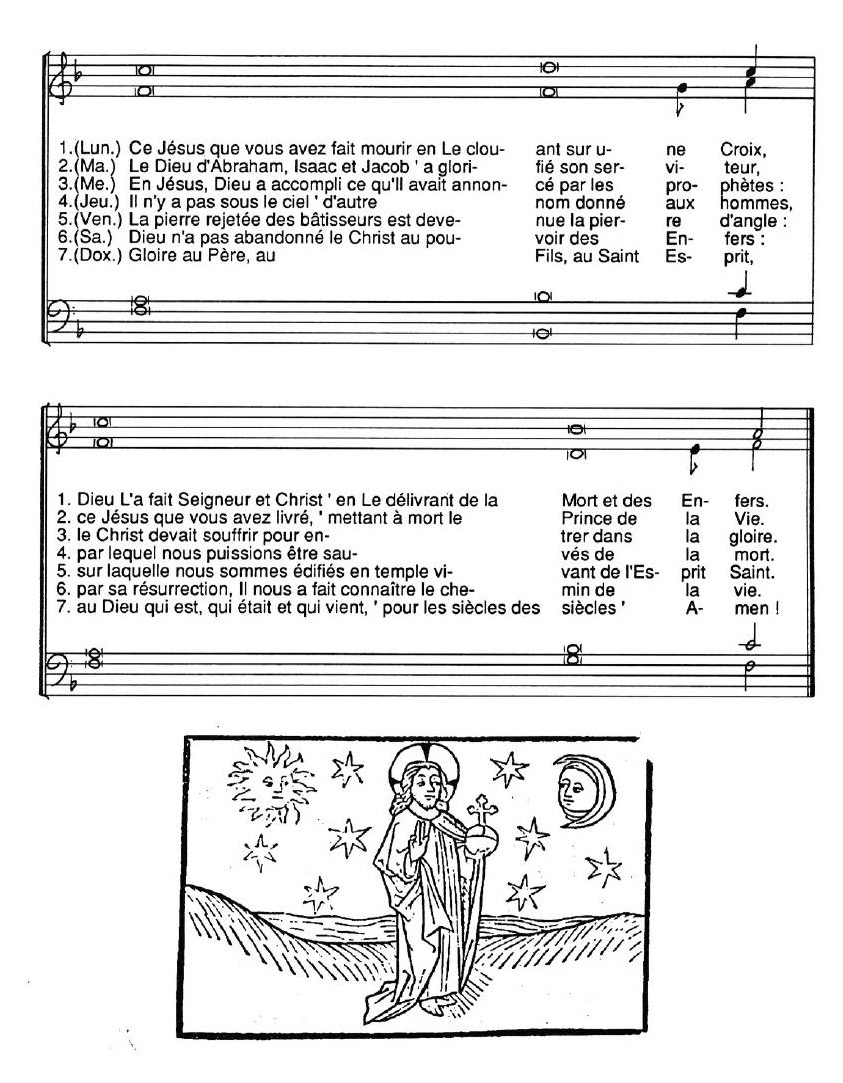 1.(Lun.) Ce Jésus que vous avez fait mourir en Le clou- ant sur u- ne Croix,
2.(Ma.) Le Dieu d'Abraham, Isaac et Jacob ' a glori- fié son ser- vi- teur,
3.(Me.) En Jésus, Dieu a accompli ce qu'Il avait annon- cé par les pro- phètes :
4.(Jeu.) Il n'y a pas sous le ciel ' d'autre nom donné aux hommes,
5.(Ven.) La pierre rejetée des bâtisseurs est deve- nue la pier- re d'angle :
6.(Sa.) Dieu n'a pas abandonné le Christ au pou- voir des En- fers :
7.(Dox.) Gloire au Père, au Fils, au Saint Es- prit,
1. Dieu L'a fait Seigneur et Christ ' en Le délivrant de la Mort et des En- fers.
2. ce Jésus que vous avez livré, ' mettant à mort le Prince de la Vie.
3. le Christ devait souffrir pour en- trer dans la gloire.
4. par lequel nous puissions être sau- vés de la mort.
5. sur laquelle nous sommes édifiés en temple vi- vant de l'Es- prit Saint.
6. par sa résurrection, Il nous a fait connaître le che- min de la vie.
7. au Dieu qui est, qui était et qui vient, ' pour les siècles des siècles ' A- men !